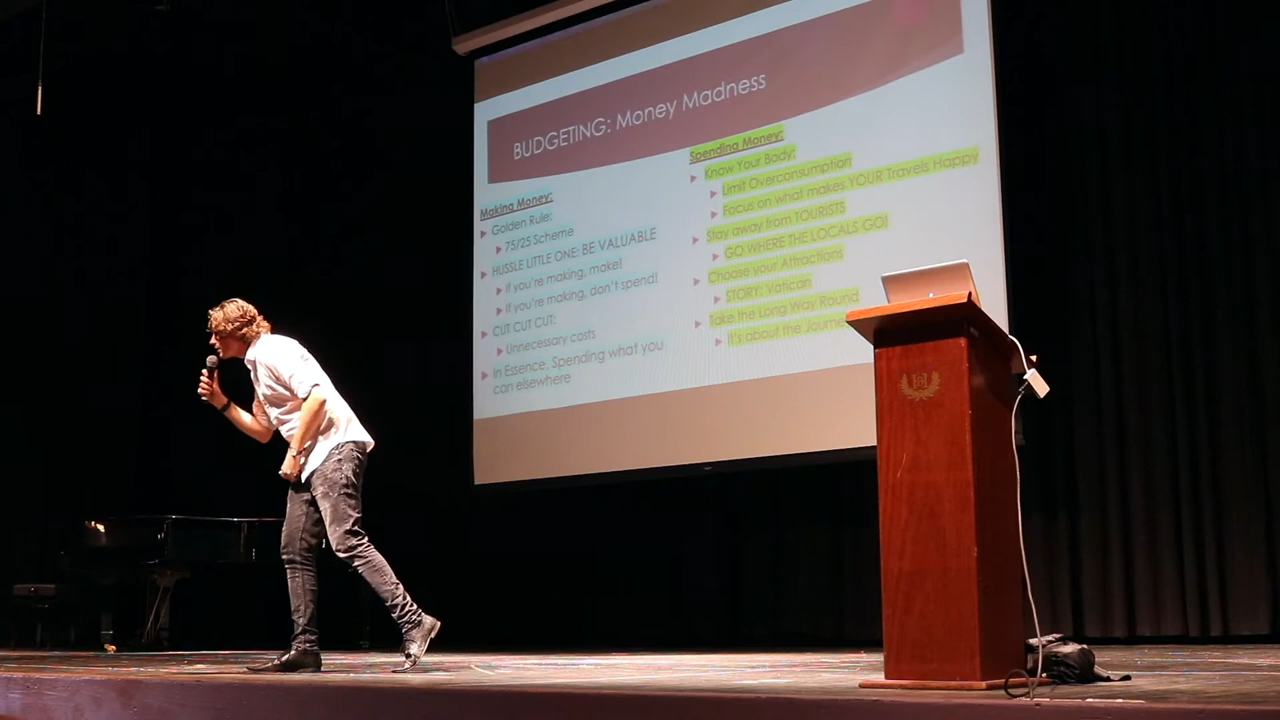 BUDGETING: Money Madness
Making Money:
Golden Rule:
75/25 Scheme
HUSSLE LITTLE ONE: BE VALUABLE
If you're making, make!
If you're making, don't spend!
CUT CUT CUT:
Unnecessary costs
In Essence, Spending what you
can elsewhere
Spending Money:
Know Your Body:
Limit Overconsumption
Focus on what makes YOUR Travels Happy
Stay away from TOURISTS
GO WHERE THE LOCALS GO!
Choose your Attractions
STORY: Vatican
Take the Long Way Round
It's about the